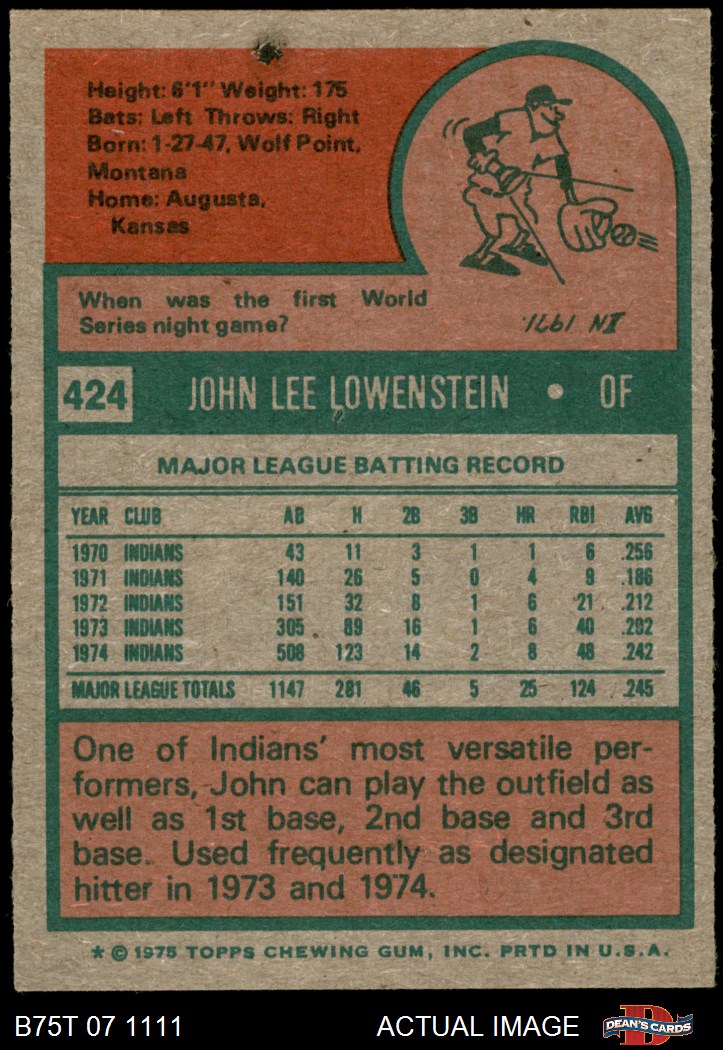 Height: 6'1" Weight: 175
Bats: Left Throws: Right
Born: 1-27-47, Wolf Point,
Montana
Home: Augusta,
Kansas
When was the first World
Series night game?
IN 1971.
424 JOHN LEE LOWENSTEIN • OF
MAJOR LEAGUE BATTING RECORD
YEAR CLUB AB H 2B 3B HR RBI AVG
1970 INDIANS 43 11 3 1 1 6 .256
1971 INDIANS 140 26 5 0 4 9 .186
1972 INDIANS 151 32 8 1 6 21 .212
1973 INDIANS 305 89 16 1 6 40 .292
1974 INDIANS 508 123 14 2 8 48 .242
MAJOR LEAGUE TOTALS 1147 281 46 5 25 124 .245
One of Indians' most versatile per-
formers, John can play the outfield as
well as 1st base, 2nd base and 3rd
base. Used frequently as designated
hitter in 1973 and 1974.
* © 1975 TOPPS CHEWING GUM, INC. PRTD IN U.S.A.
B75T 07 1111 ACTUAL IMAGE D DEAN'S CARDS